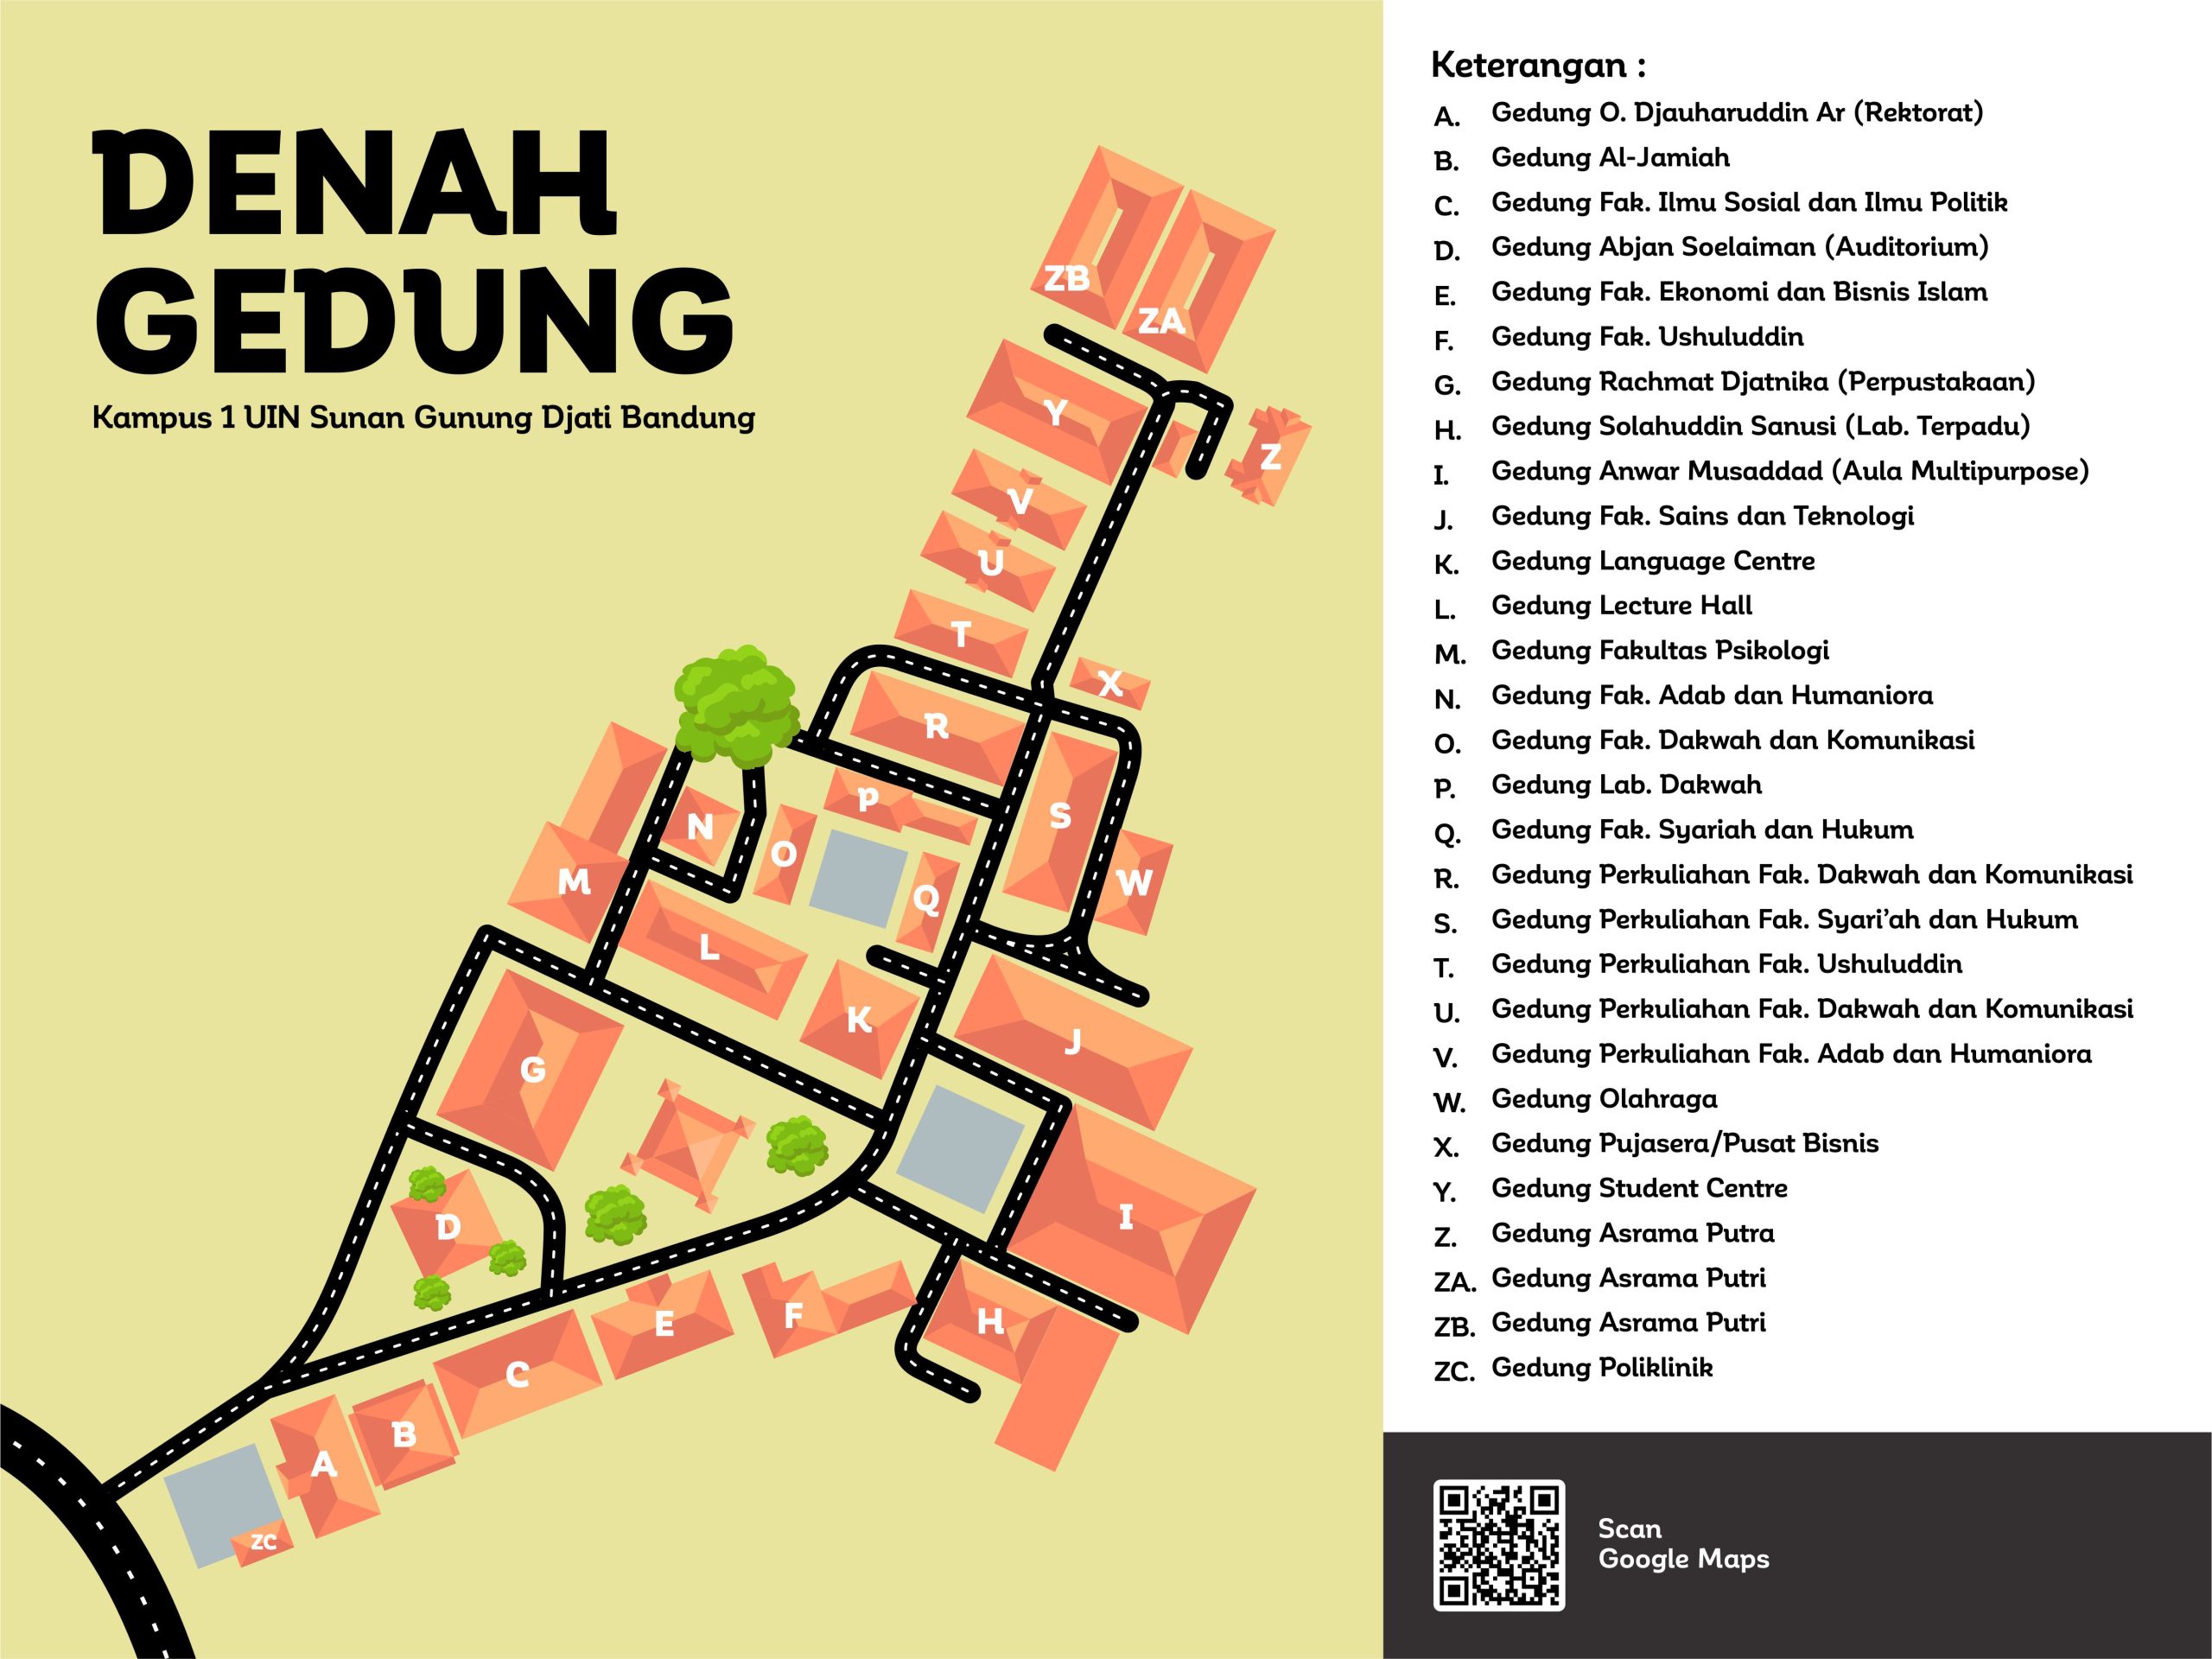 DENAH
GEDUNG
Kampus 1 UIN Sunan Gunung Djati Bandung
ZB
ZA
Y
Z
V
U
T
X
R
P
S
N
O
M
Q
W
L
K
J
G
D
I
E
F
H
C
B
A
ZC
Keterangan :
A. Gedung O. Djauharuddin Ar (Rektorat)
B. Gedung Al-Jamiah
C. Gedung Fak. Ilmu Sosial dan Ilmu Politik
D. Gedung Abjan Soelaiman (Auditorium)
E. Gedung Fak. Ekonomi dan Bisnis Islam
F. Gedung Fak. Ushuluddin
G. Gedung Rachmat Djatnika (Perpustakaan)
H. Gedung Solahuddin Sanusi (Lab. Terpadu)
I. Gedung Anwar Musaddad (Aula Multipurpose)
J. Gedung Fak. Sains dan Teknologi
K. Gedung Language Centre
L. Gedung Lecture Hall
M. Gedung Fakultas Psikologi
N. Gedung Fak. Adab dan Humaniora
O. Gedung Fak. Dakwah dan Komunikasi
P. Gedung Lab. Dakwah
Q. Gedung Fak. Syariah dan Hukum
R. Gedung Perkuliahan Fak. Dakwah dan Komunikasi
S. Gedung Perkuliahan Fak. Syari’ah dan Hukum
T. Gedung Perkuliahan Fak. Ushuluddin
U. Gedung Perkuliahan Fak. Dakwah dan Komunikasi
V. Gedung Perkuliahan Fak. Adab dan Humaniora
W. Gedung Olahraga
X. Gedung Pujasera/Pusat Bisnis
Y. Gedung Student Centre
Z. Gedung Asrama Putra
ZA. Gedung Asrama Putri
ZB. Gedung Asrama Putri
ZC. Gedung Poliklinik
Scan
Google Maps